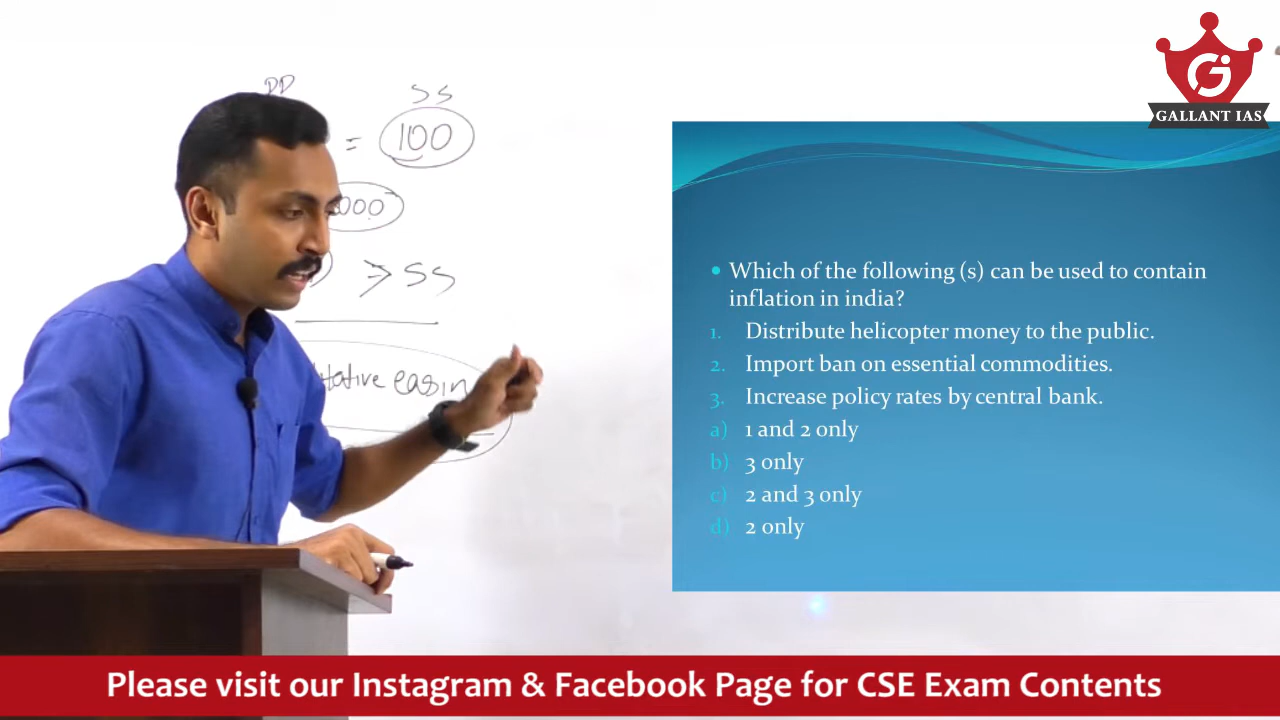 DD
SS
= 100
000
> SS
tative easin
GALLANT IAS
Which of the following (s) can be used to contain
inflation in india?
1. Distribute helicopter money to the public.
2. Import ban on essential commodities.
3. Increase policy rates by central bank.
a) 1 and 2 only
b) 3 only
c) 2 and 3 only
d) 2 only
Please visit our Instagram & Facebook Page for CSE Exam Contents